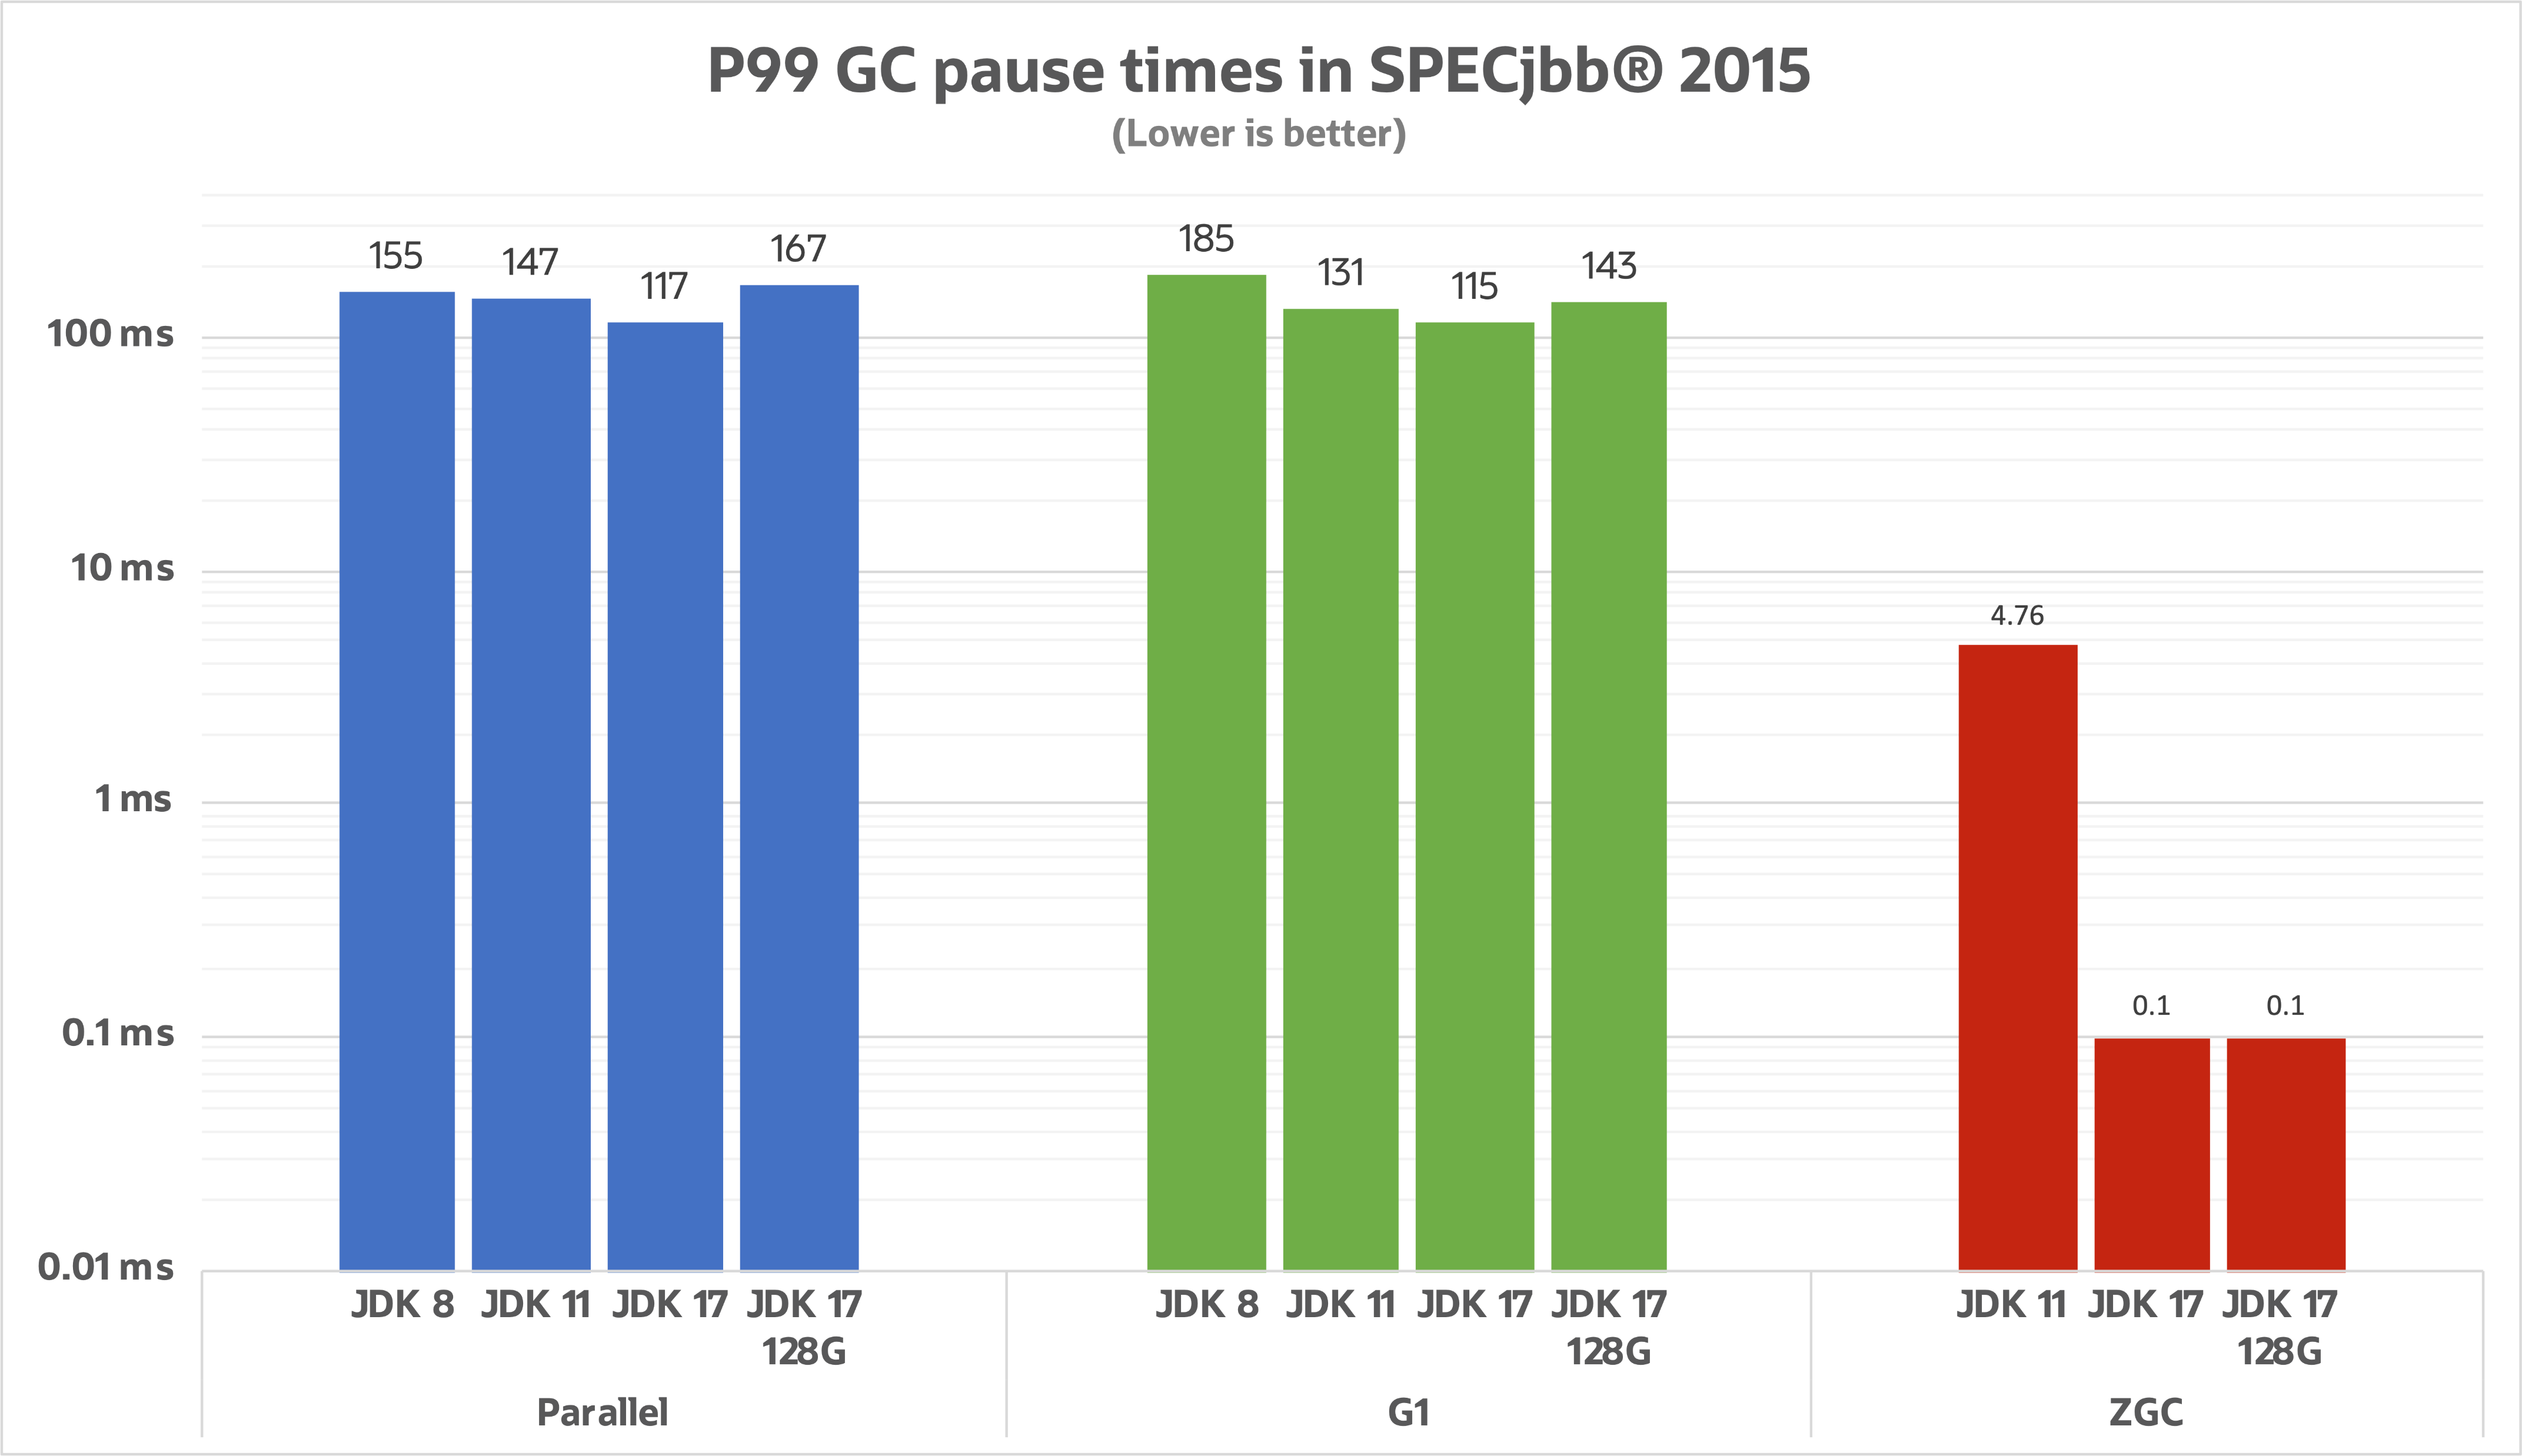 P99 GC pause times in SPECjbb® 2015
(Lower is better)
155
147
117
167
185
131
115
143
4.76
0.1
0.1
100 ms
10 ms
1 ms
0.1 ms
0.01 ms
JDK 8
JDK 11
JDK 17
JDK 17
128G
JDK 8
JDK 11
JDK 17
JDK 17
128G
JDK 11
JDK 17
JDK 17
128G
Parallel
G1
ZGC